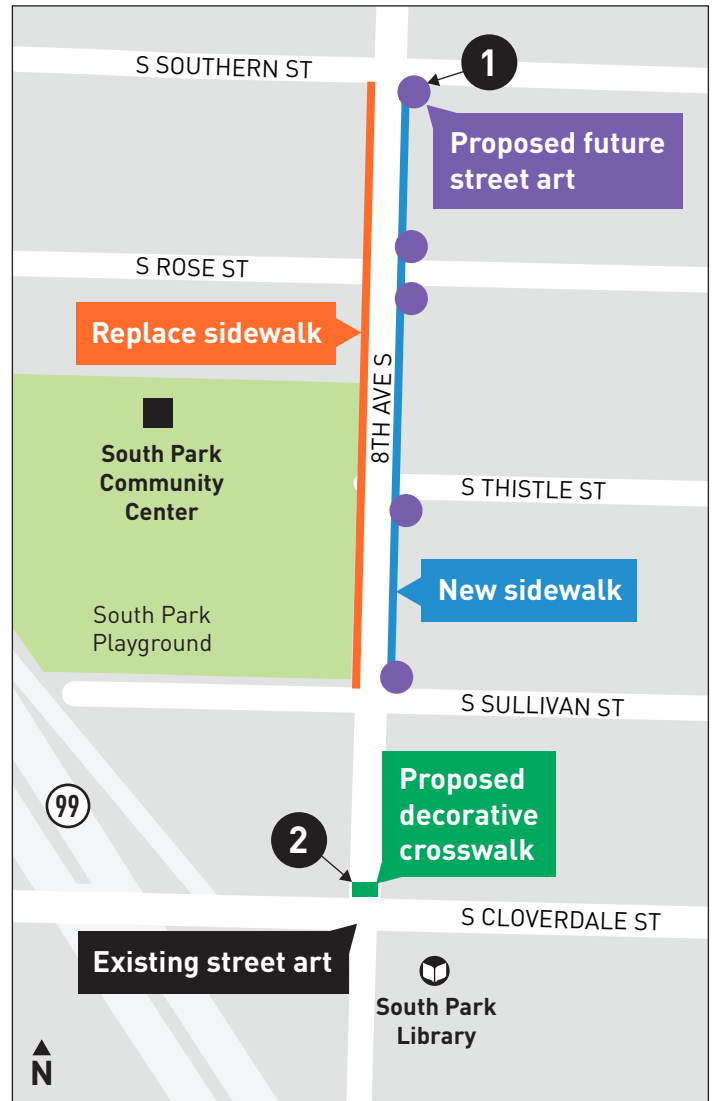 S SOUTHERN ST
1
Proposed future
street art
S ROSE ST
Replace sidewalk
8TH AVE S
South Park
Community
Center
S THISTLE ST
New sidewalk
South Park
Playground
S SULLIVAN ST
Proposed
decorative
crosswalk
99
2
S CLOVERDALE ST
Existing street art
South Park
Library
N